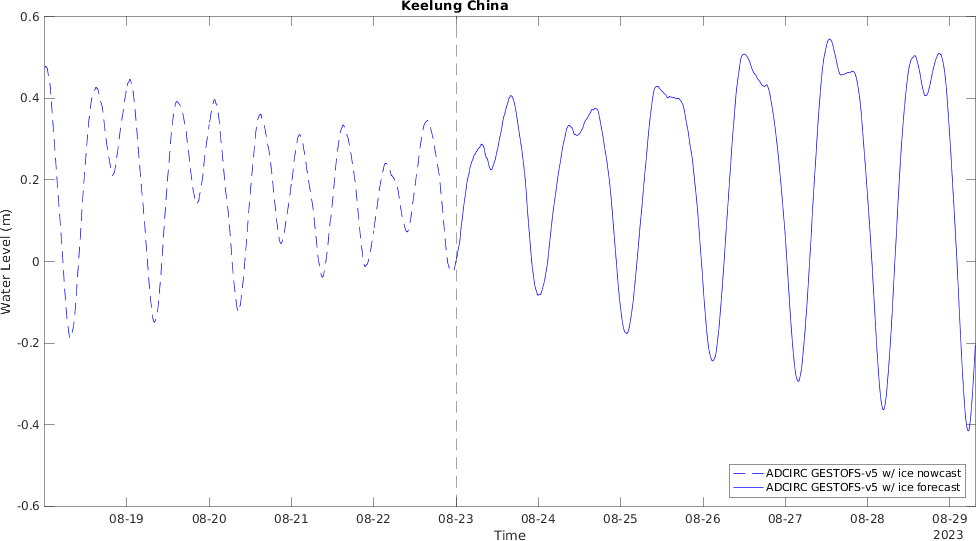 Keelung China
0.6
0.4
0.2
0
-0.2
-0.4
-0.6
Water Level (m)
08-19 08-20 08-21 08-22 08-23 08-24 08-25 08-26 08-27 08-28 08-29
2023
Time
ADCIRC GESTOFS-v5 w/ ice nowcast
ADCIRC GESTOFS-v5 w/ ice forecast